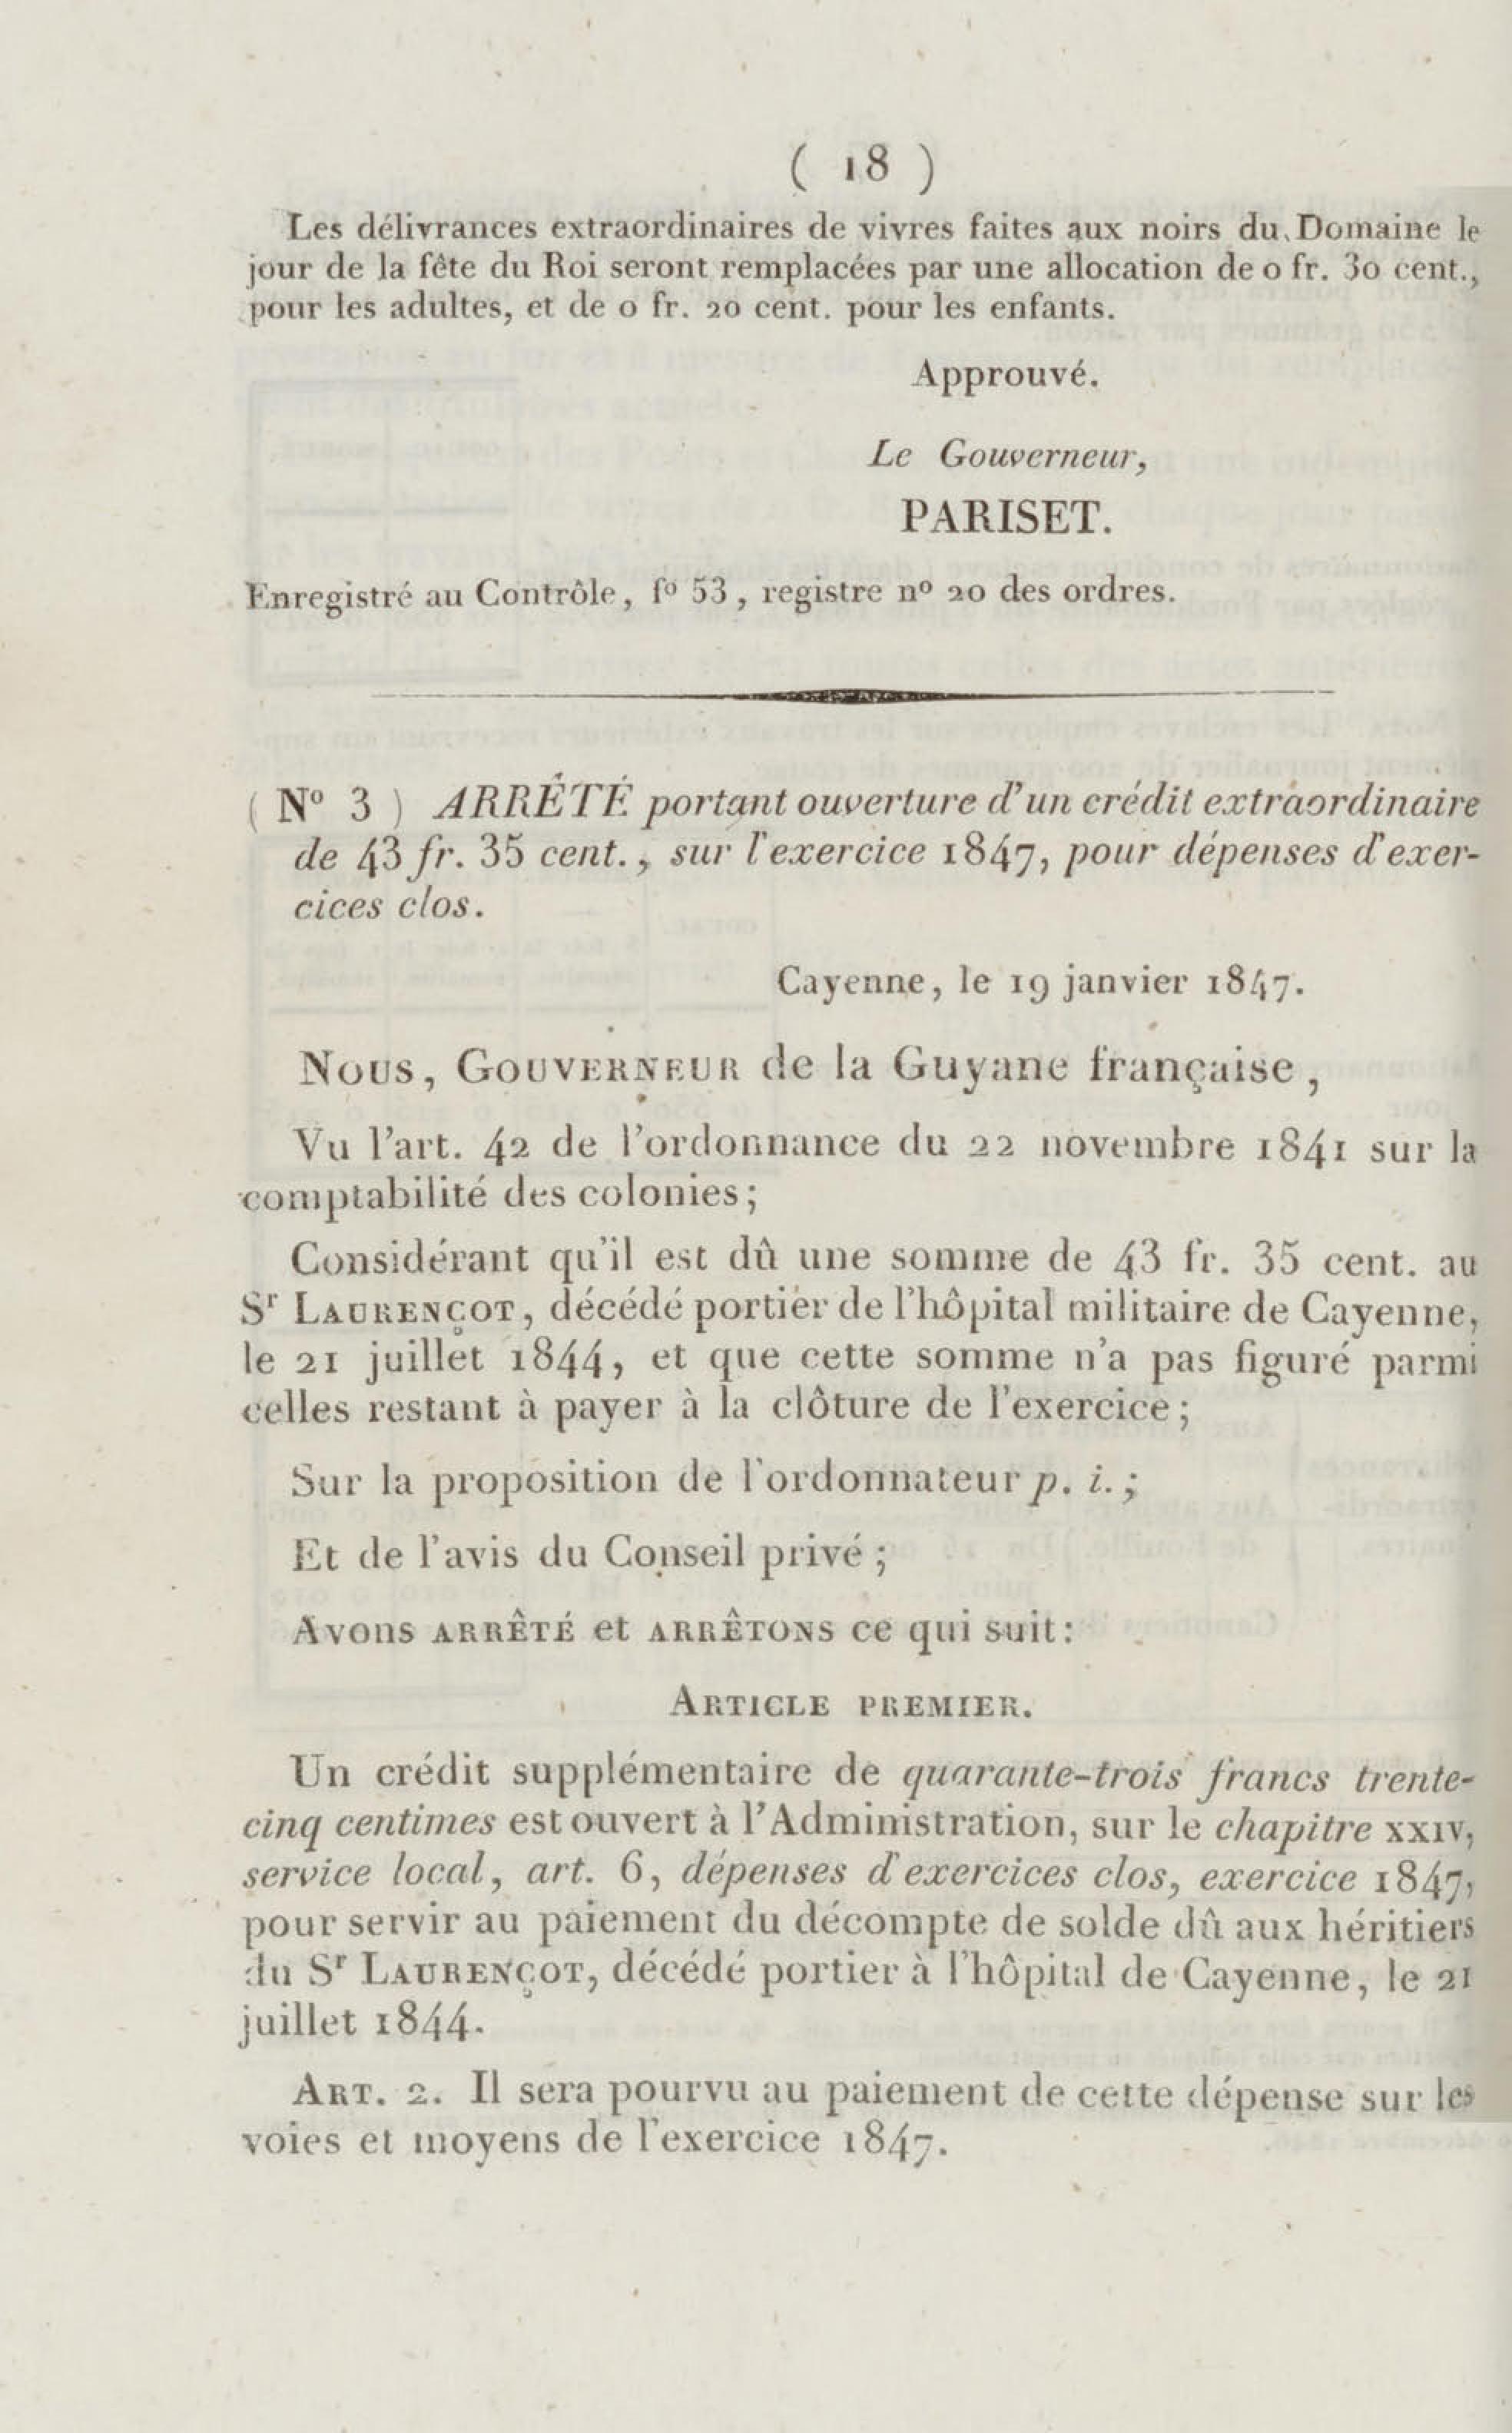 ( 18 )
Les délivrances extraordinaires de vivres faites aux noirs du Domaine le
jour de la fête du Roi seront remplacées par une allocation de 0 fr. 30 cent.,
pour les adultes, et de 0 fr. 20 cent. pour les enfants.
Approuvé.
Le Gouverneur,
PARISET.
Enregistré au Contrôle, fº 53, registre nº 20 des ordres.
( Nº 3 ) ARRÊTÉ portant ouverture d'un crédit extraordinaire
de 43 fr. 35 cent., sur l'exercice 1847, pour dépenses d'exer-
cices clos.
Cayenne, le 19 janvier 1847.
NOUS, GOUVERNEUR de la Guyane française,
Vu l'art. 42 de l'ordonnance du 22 novembre 1841 sur la
comptabilité des colonies;
Considérant qu'il est dû une somme de 43 fr. 35 cent. au
Sʳ LAURENÇOT, décédé portier de l'hôpital militaire de Cayenne,
le 21 juillet 1844, et que cette somme n'a pas figuré parmi
celles restant à payer à la clôture de l'exercice;
Sur la proposition de l'ordonnateur p. i.;
Et de l'avis du Conseil privé;
Avons ARRÊTÉ et ARRÊTONS ce qui suit:
ARTICLE PREMIER.
Un crédit supplémentaire de quarante-trois francs trente-
cinq centimes est ouvert à l'Administration, sur le chapitre XXIV,
service local, art. 6, dépenses d'exercices clos, exercice 1847,
pour servir au paiement du décompte de solde dû aux héritiers
du Sʳ LAURENÇOT, décédé portier à l'hôpital de Cayenne, le 21
juillet 1844.
ART. 2. Il sera pourvu au paiement de cette dépense sur les
voies et moyens de l'exercice 1847.